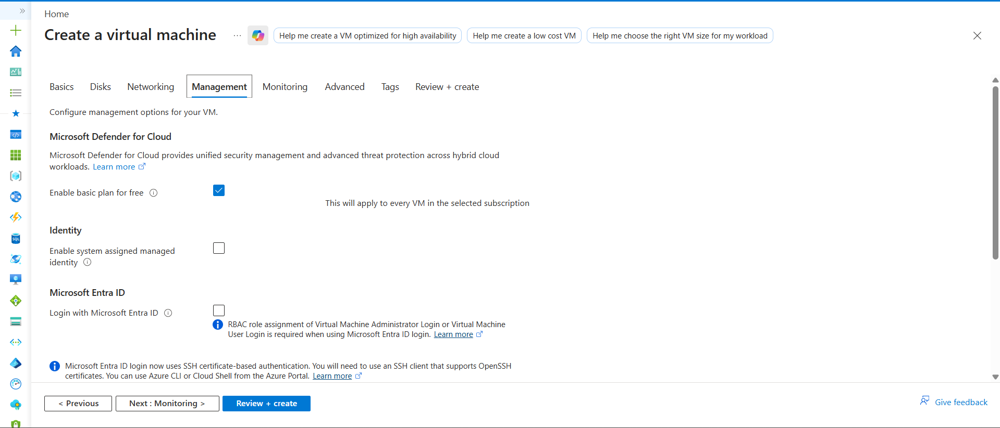 Home
Create a virtual machine
...
Help me create a VM optimized for high availability
Help me create a low cost VM
Help me choose the right VM size for my workload
Basics
Disks
Networking
Management
Monitoring
Advanced
Tags
Review + create
Configure management options for your VM.
Microsoft Defender for Cloud
Microsoft Defender for Cloud provides unified security management and advanced threat protection across hybrid cloud
workloads. Learn more
Enable basic plan for free
This will apply to every VM in the selected subscription
Identity
Enable system assigned managed
identity
Microsoft Entra ID
Login with Microsoft Entra ID
RBAC role assignment of Virtual Machine Administrator Login or Virtual Machine
User Login is required when using Microsoft Entra ID login. Learn more
Microsoft Entra ID login now uses SSH certificate-based authentication. You will need to use an SSH client that supports OpenSSH
certificates. You can use Azure CLI or Cloud Shell from the Azure Portal. Learn more
< Previous
Next : Monitoring >
Review + create
Give feedback
SQL